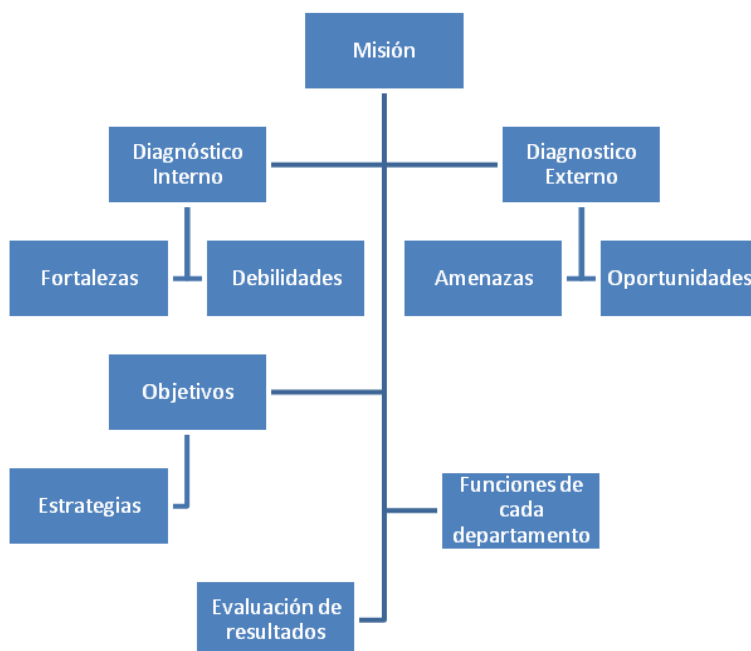 Misión
Diagnóstico
Interno
Diagnostico
Externo
Fortalezas
Debilidades
Amenazas
Oportunidades
Objetivos
Estrategias
Funciones de
cada
departamento
Evaluación de
resultados